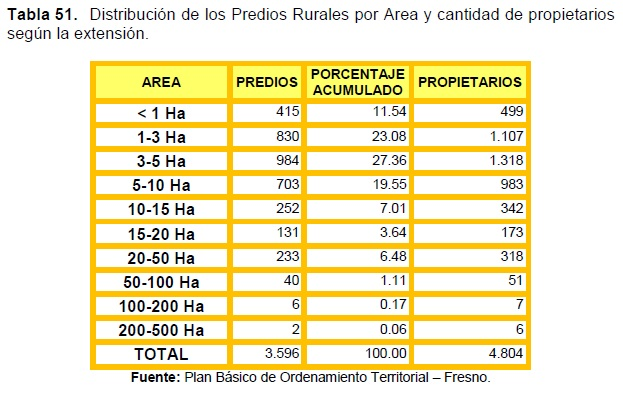 Tabla 51. Distribución de los Predios Rurales por Area y cantidad de propietarios
según la extensión.
AREA PREDIOS PORCENTAJE ACUMULADO PROPIETARIOS
< 1 Ha 415 11.54 499
1-3 Ha 830 23.08 1.107
3-5 Ha 984 27.36 1.318
5-10 Ha 703 19.55 983
10-15 Ha 252 7.01 342
15-20 Ha 131 3.64 173
20-50 Ha 233 6.48 318
50-100 Ha 40 1.11 51
100-200 Ha 6 0.17 7
200-500 Ha 2 0.06 6
TOTAL 3.596 100.00 4.804
Fuente: Plan Básico de Ordenamiento Territorial – Fresno.